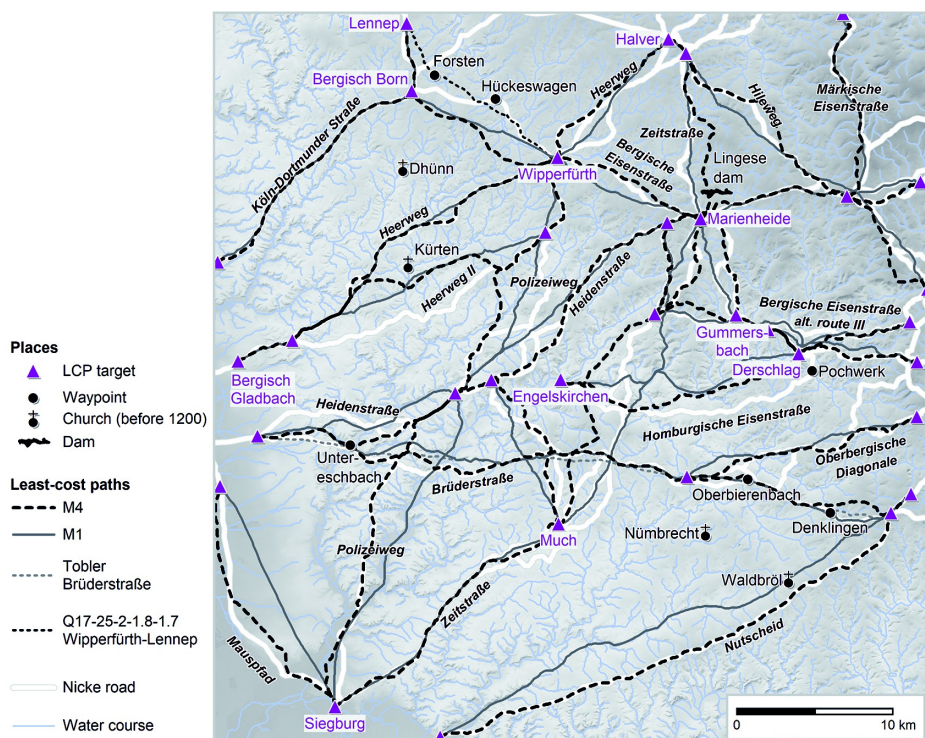 Places
LCP target
Waypoint
Church (before 1200)
Dam
Least-cost paths
M4
M1
Tobler
Brüderstraße
Q17-25-2-1.8-1.7
Wipperfürth-Lennep
Nicke road
Water course
Lennep
Forsten
Bergisch Born
Hückeswagen
Halver
Heerweg
Hileweg
Märkische
Eisenstraße
Köln-Dortmunder Straße
Zeitstraße
Bergische
Eisenstraße
Lingese
dam
Dhünn
Wipperfürth
Marienheide
Heerweg
Kürten
Heerweg II
Polizeiweg
Heidenstraße
Bergische Eisenstraße
alt. route III
Gummers-
bach
Derschlag
Pochwerk
Bergisch
Gladbach
Engelskirchen
Heidenstraße
Homburgische Eisenstraße
Unter-
eschbach
Brüderstraße
Oberbergische
Diagonale
Oberbierenbach
Denklingen
Polizeiweg
Much
Nümbrecht
Waldbröl
Zeitstraße
Nutscheid
Mauspfad
Siegburg
0
10 km